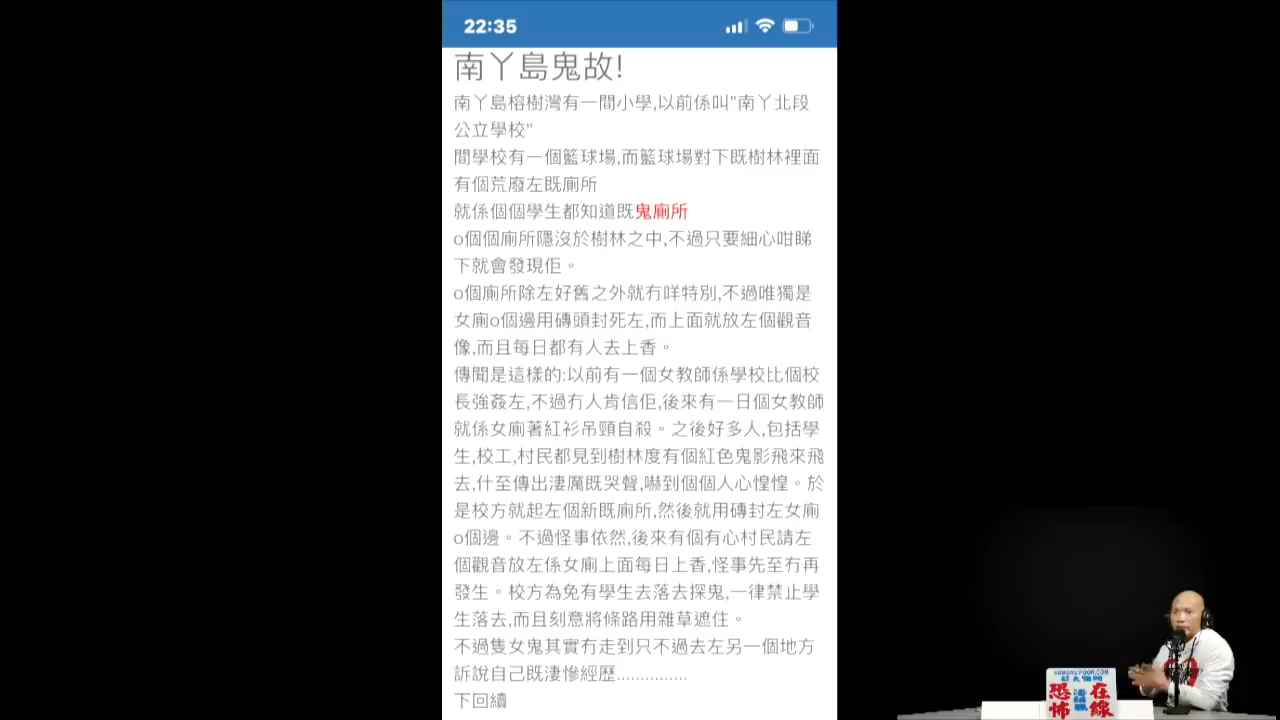 22:35
南丫島鬼故!
南丫島榕樹灣有一間小學,以前係叫"南丫北段
公立學校"
間學校有一個籃球場,而籃球場對下既樹林裡面
有個荒廢左既廁所
就係個個學生都知道既鬼廁所
o個個廁所隱沒於樹林之中,不過只要細心咁睇
下就會發現佢。
o個廁所除左好舊之外就冇咩特別,不過唯獨是
女廁o個邊用磚頭封死左,而上面就放左個觀音
像,而且每日都有人去上香。
傳聞是這樣的:以前有一個女教師係學校比個校
長強姦左,不過冇人肯信佢,後來有一日個女教師
就係女廁著紅衫吊頸自殺。之後好多人,包括學
生,校工,村民都見到樹林度有個紅色鬼影飛來飛
去,什至傳出淒厲既哭聲,嚇到個個人心惶惶。於
是校方就起左個新既廁所,然後就用磚封左女廁
o個邊。不過怪事依然,後來有個有心村民請左
個觀音放左係女廁上面每日上香,怪事先至冇再
發生。校方為免有學生去落去探鬼,一律禁止學
生落去,而且刻意將條路用雜草遮住。
不過隻女鬼其實冇走到只不過去左另一個地方
訴說自己既淒慘經歷...............
下回續
恐怖
在線